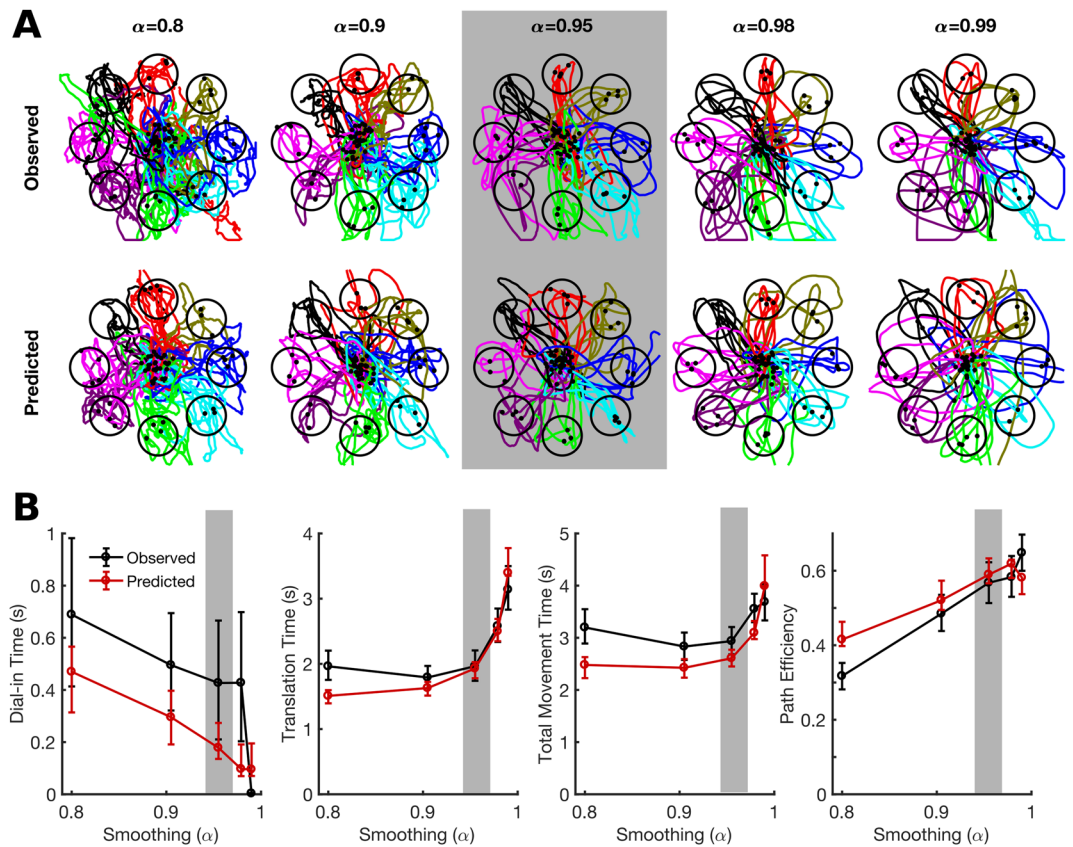 A
α=0.8
α=0.9
α=0.95
α=0.98
α=0.99
Observed
Predicted
B
1
0.8
0.6
0.4
0.2
0
Dial-in Time (s)
Observed
Predicted
0.8
0.9
1
Smoothing (α)
4
3
2
1
0
Translation Time (s)
0.8
0.9
1
Smoothing (α)
5
4
3
2
1
0
Total Movement Time (s)
0.8
0.9
1
Smoothing (α)
0.6
0.4
0.2
0
Path Efficiency
0.8
0.9
1
Smoothing (α)